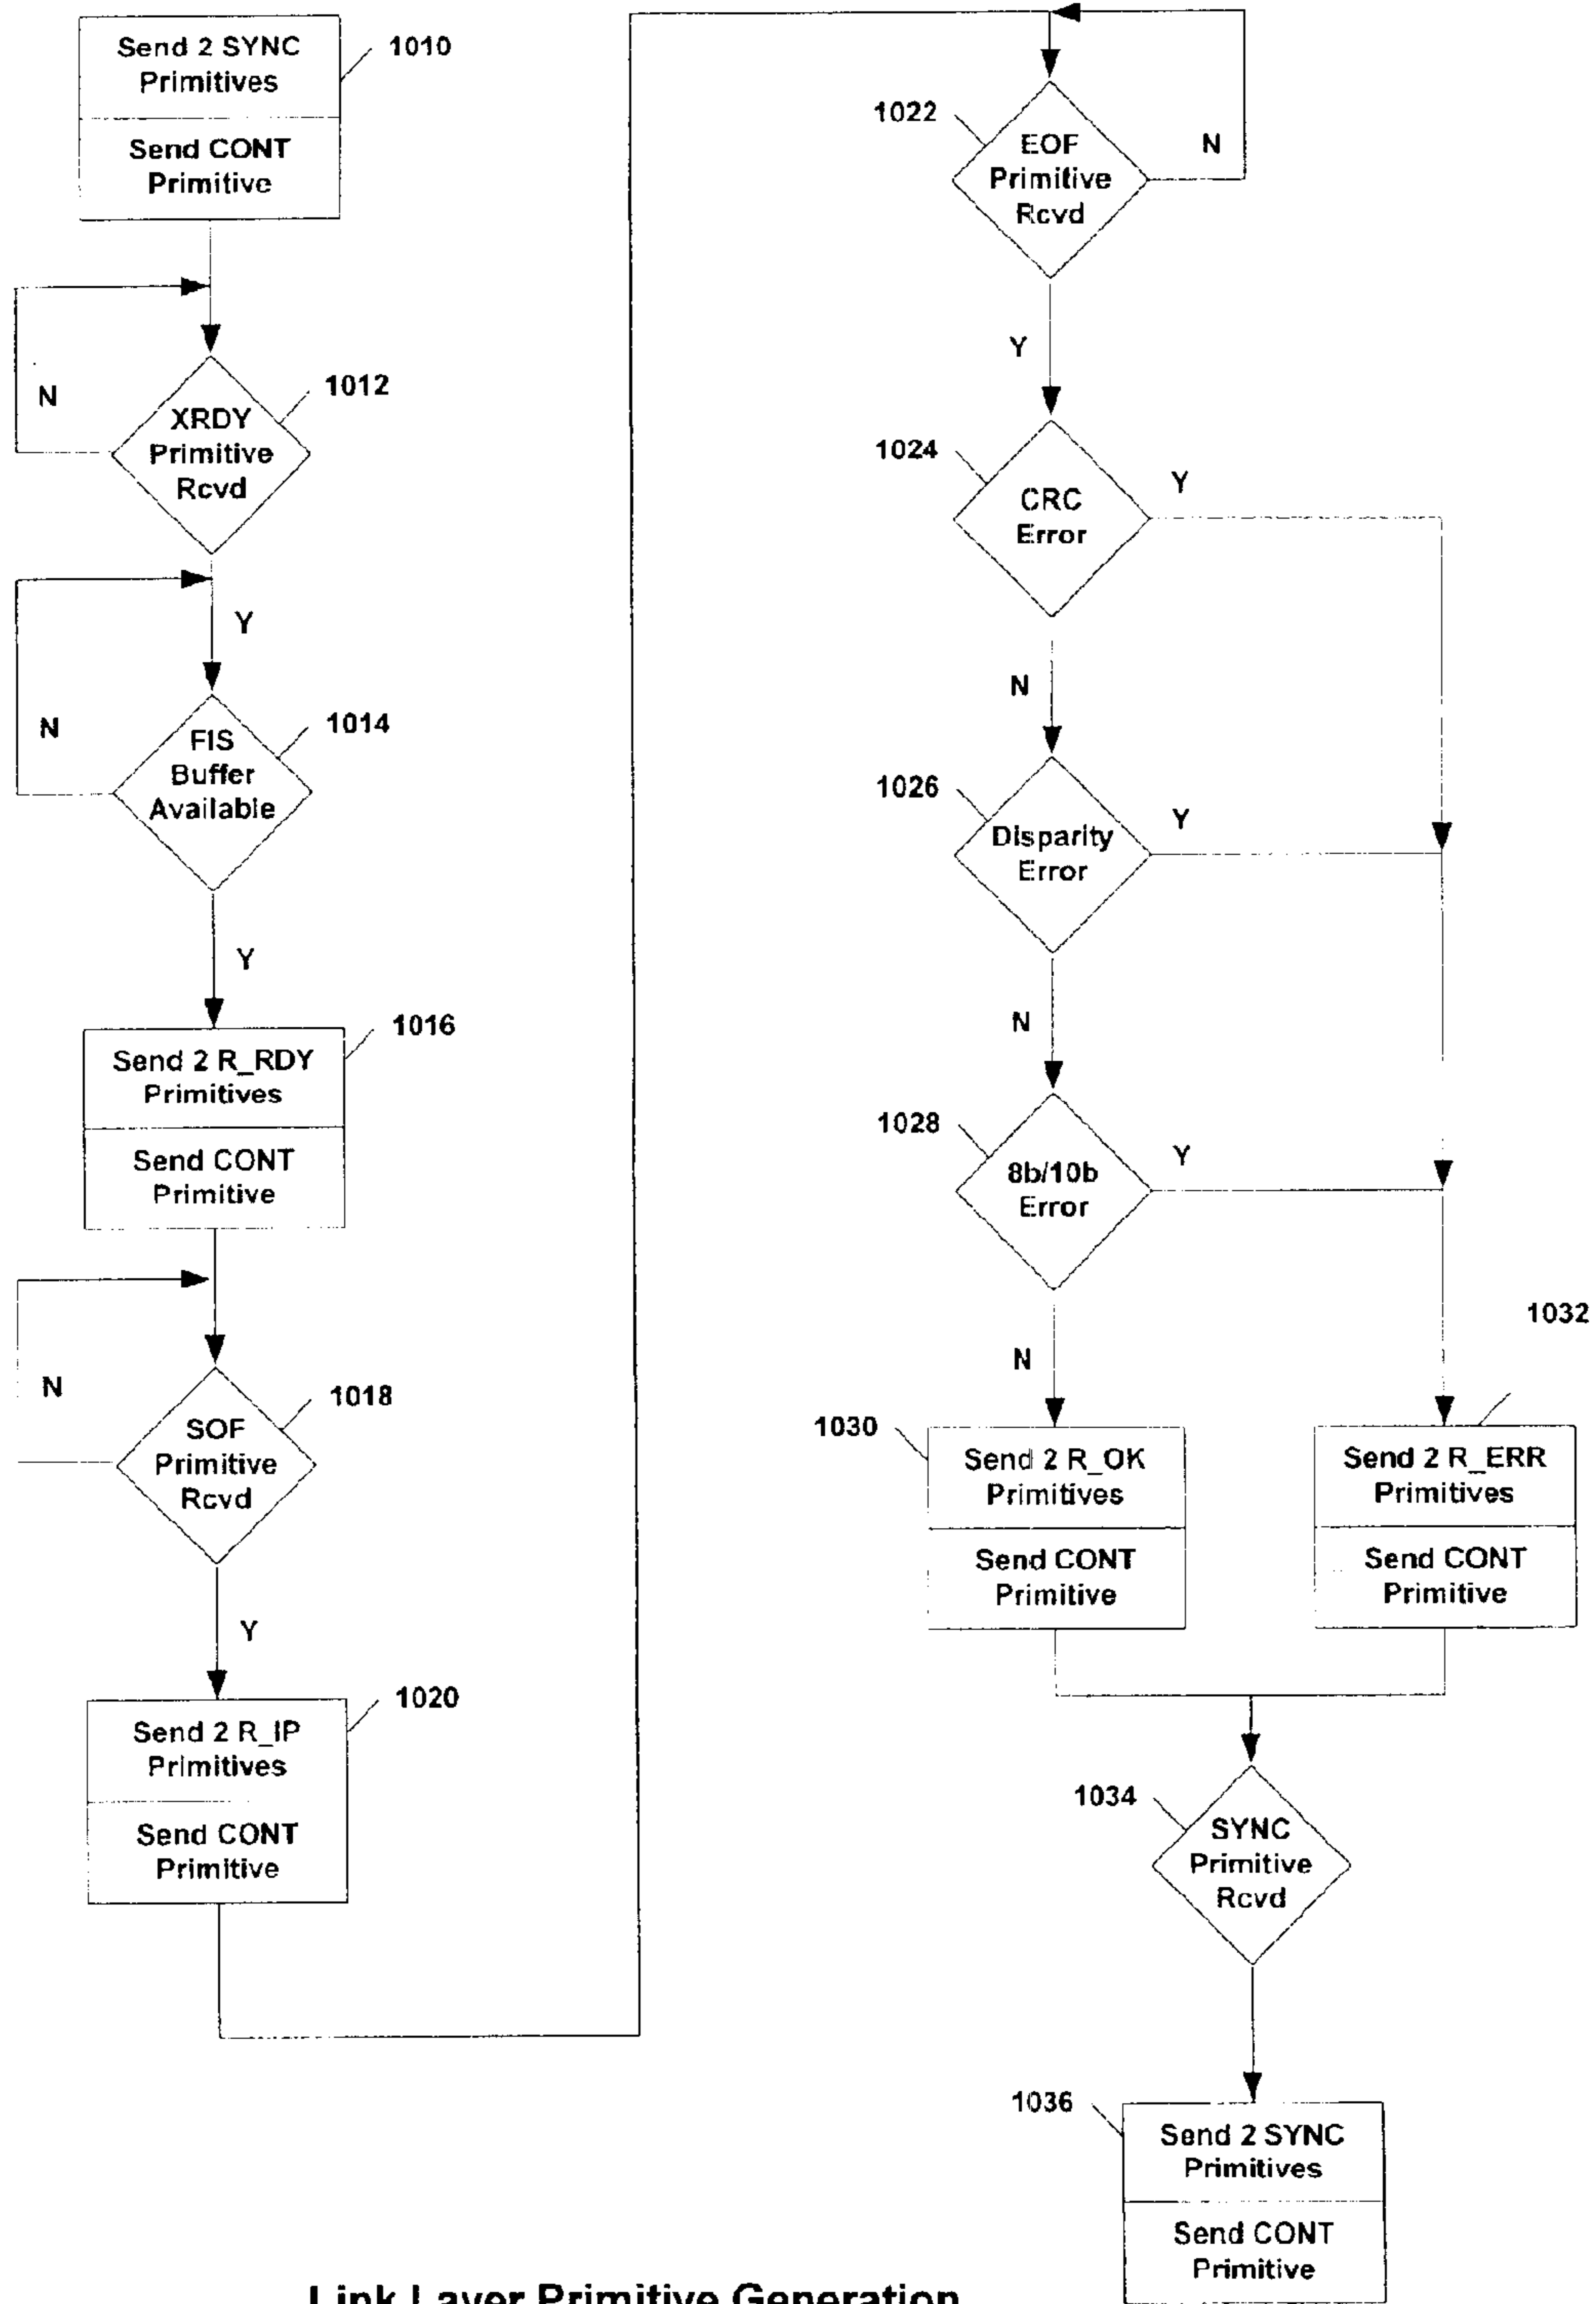 Send 2 SYNC
Primitives
1010
Send CONT
Primitive
N
XRDY
Primitive
Rcvd
1012
Y
N
FIS
Buffer
Available
1014
Y
Send 2 R_RDY
Primitives
1016
Send CONT
Primitive
N
SOF
Primitive
Rcvd
1018
Y
Send 2 R_IP
Primitives
1020
Send CONT
Primitive
1022
EOF
Primitive
Rcvd
N
Y
1024
CRC
Error
Y
N
1026
Disparity
Error
Y
N
1028
8b/10b
Error
Y
N
1030
Send 2 R_OK
Primitives
Send CONT
Primitive
1032
Send 2 R_ERR
Primitives
Send CONT
Primitive
1034
SYNC
Primitive
Rcvd
1036
Send 2 SYNC
Primitives
Send CONT
Primitive
Link Layer Primitive Generation